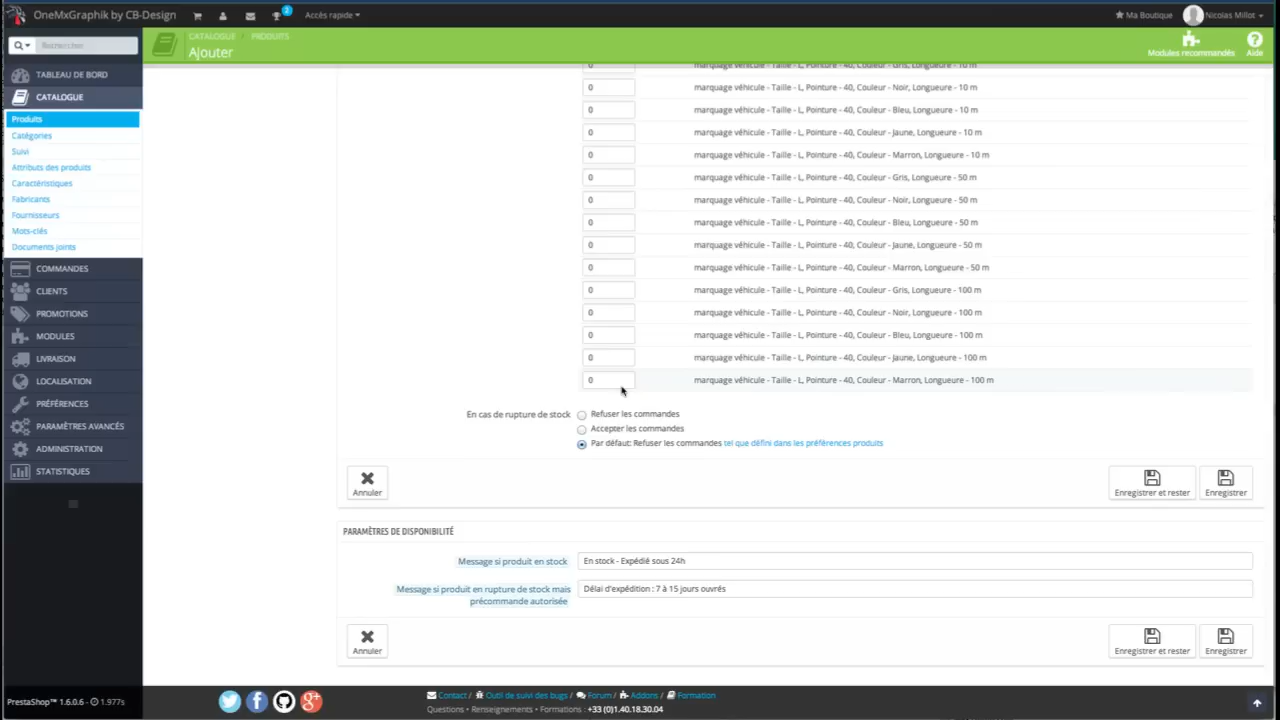 OneMxGraphik by CB-Design
2
Accès rapide
Ma Boutique
Nicolas Millot
Rechercher
CATALOGUE / PRODUITS
Ajouter
Modules recommandés
Aide
TABLEAU DE BORD
CATALOGUE
Produits
Catégories
Suivi
Attributs des produits
Caractéristiques
Fabricants
Fournisseurs
Mots-clés
Documents joints
COMMANDES
CLIENTS
PROMOTIONS
MODULES
LIVRAISON
LOCALISATION
PRÉFÉRENCES
PARAMÈTRES AVANCÉS
ADMINISTRATION
STATISTIQUES
0 marquage véhicule - Taille - L, Pointure - 40, Couleur - Gris, Longueure - 10 m
0 marquage véhicule - Taille - L, Pointure - 40, Couleur - Noir, Longueure - 10 m
0 marquage véhicule - Taille - L, Pointure - 40, Couleur - Bleu, Longueure - 10 m
0 marquage véhicule - Taille - L, Pointure - 40, Couleur - Jaune, Longueure - 10 m
0 marquage véhicule - Taille - L, Pointure - 40, Couleur - Marron, Longueure - 10 m
0 marquage véhicule - Taille - L, Pointure - 40, Couleur - Gris, Longueure - 50 m
0 marquage véhicule - Taille - L, Pointure - 40, Couleur - Noir, Longueure - 50 m
0 marquage véhicule - Taille - L, Pointure - 40, Couleur - Bleu, Longueure - 50 m
0 marquage véhicule - Taille - L, Pointure - 40, Couleur - Jaune, Longueure - 50 m
0 marquage véhicule - Taille - L, Pointure - 40, Couleur - Marron, Longueure - 50 m
0 marquage véhicule - Taille - L, Pointure - 40, Couleur - Gris, Longueure - 100 m
0 marquage véhicule - Taille - L, Pointure - 40, Couleur - Noir, Longueure - 100 m
0 marquage véhicule - Taille - L, Pointure - 40, Couleur - Bleu, Longueure - 100 m
0 marquage véhicule - Taille - L, Pointure - 40, Couleur - Jaune, Longueure - 100 m
0 marquage véhicule - Taille - L, Pointure - 40, Couleur - Marron, Longueure - 100 m
En cas de rupture de stock Refuser les commandes
Accepter les commandes
Par défaut: Refuser les commandes tel que défini dans les préférences produits
Annuler Enregistrer et rester Enregistrer
PARAMÈTRES DE DISPONIBILITÉ
Message si produit en stock En stock - Expédié sous 24h
Message si produit en rupture de stock mais précommande autorisée Délai d'expédition : 7 à 15 jours ouvrés
Annuler Enregistrer et rester Enregistrer
PrestaShop™ 1.6.0.6 - 1.977s
Contact / Outil de suivi des bugs / Forum / Addons / Formation
Questions • Renseignements • Formations : +33 (0)1.40.18.30.04